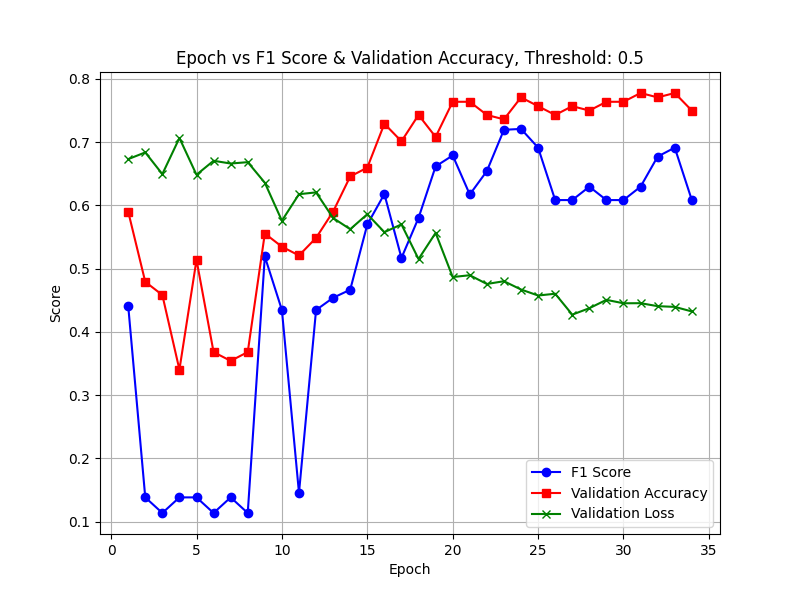 Epoch vs F1 Score & Validation Accuracy, Threshold: 0.5
0.8
0.7
0.6
0.5
0.4
0.3
0.2
0.1
Score
F1 Score
Validation Accuracy
Validation Loss
0 5 10 15 20 25 30 35
Epoch